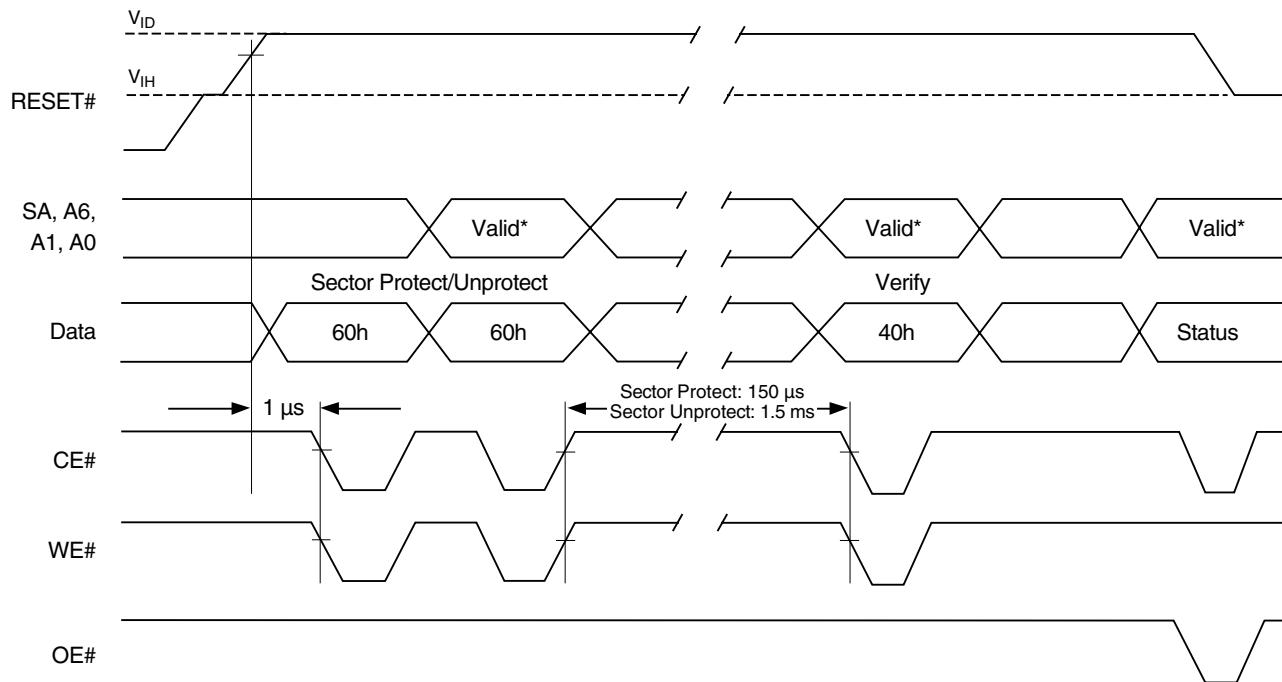 VID
VIH
RESET#
SA, A6,
A1, A0
Valid*
Valid*
Valid*
Sector Protect/Unprotect
Verify
Data
60h
60h
40h
Status
1 µs
Sector Protect: 150 µs
Sector Unprotect: 1.5 ms
CE#
WE#
OE#